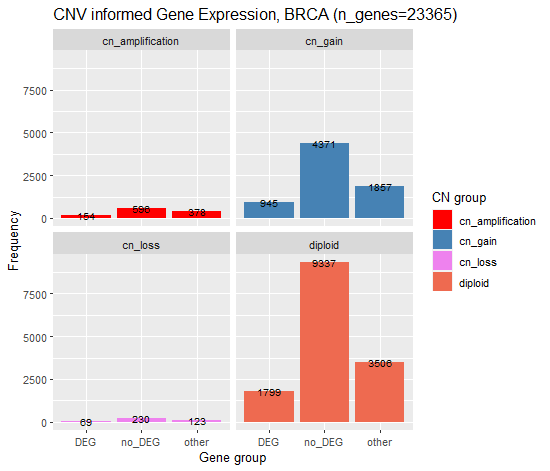 CNV informed Gene Expression, BRCA (n_genes=23365)
cn_amplification
cn_gain
7500
5000
2500
0
154
596
378
945
4371
1857
Frequency
cn_loss
diploid
7500
5000
2500
0
69
230
123
1799
9337
3506
DEG
no_DEG
other
DEG
no_DEG
other
Gene group
CN group
cn_amplification
cn_gain
cn_loss
diploid